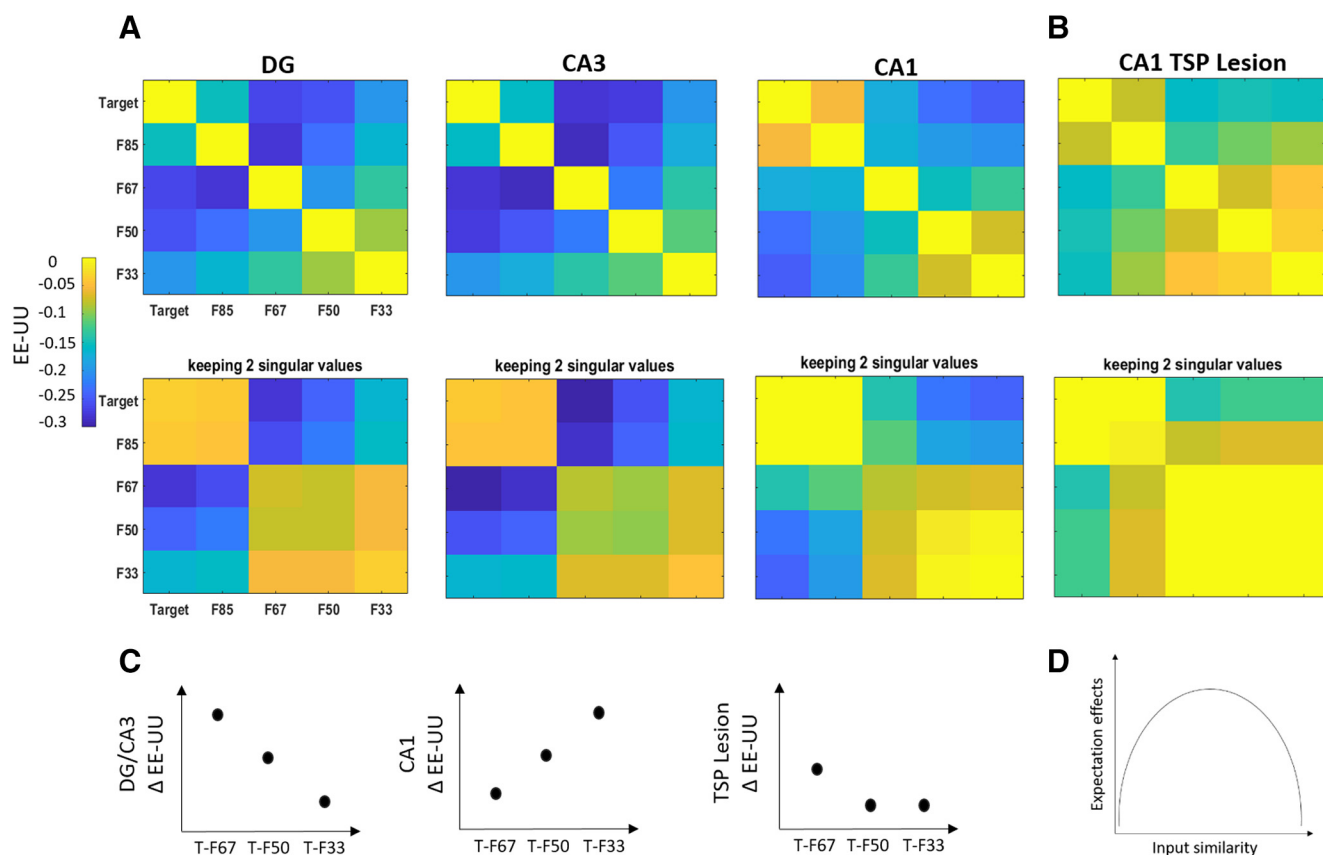 A
B
DG
CA3
CA1
CA1 TSP Lesion
Target
F85
F67
F50
F33
Target F85 F67 F50 F33
EE-UU
0
-0.05
-0.1
-0.15
-0.2
-0.25
-0.3
keeping 2 singular values
keeping 2 singular values
keeping 2 singular values
keeping 2 singular values
Target
F85
F67
F50
F33
Target F85 F67 F50 F33
C
D
DG/CA3
Δ EE-UU
T-F67 T-F50 T-F33
CA1
Δ EE-UU
T-F67 T-F50 T-F33
TSP Lesion
Δ EE-UU
T-F67 T-F50 T-F33
Expectation effects
Input similarity